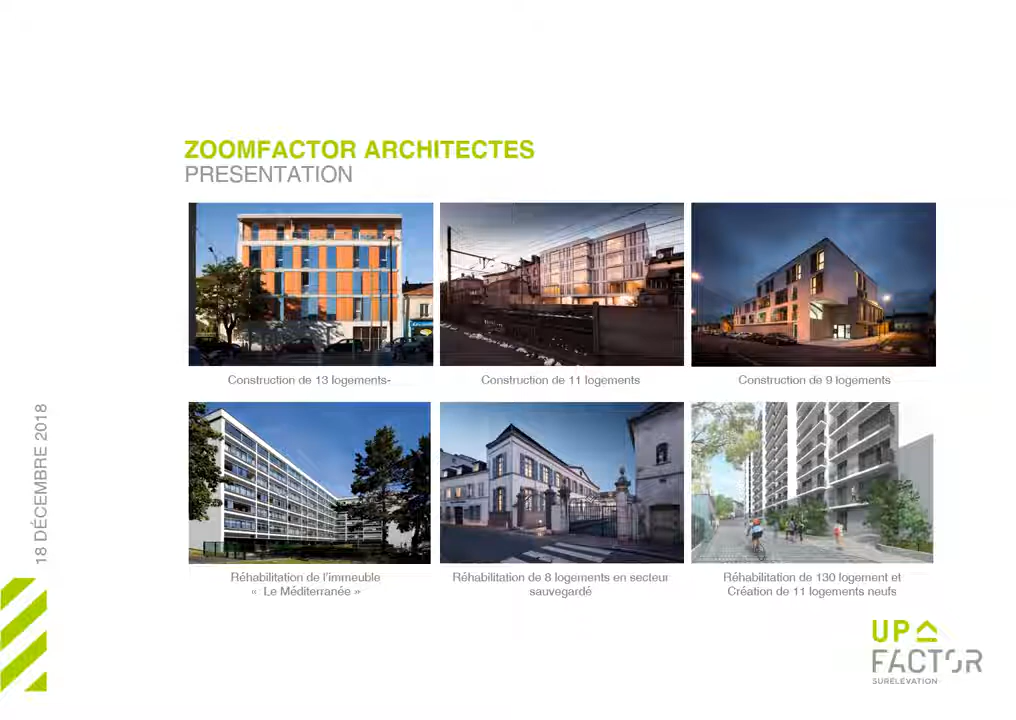 ZOOMFACTOR ARCHITECTES
PRESENTATION
Construction de 13 logements-
Construction de 11 logements
Construction de 9 logements
Réhabilitation de l'immeuble
« Le Méditerranée »
Réhabilitation de 8 logements en secteur
sauvegardé
Réhabilitation de 130 logement et
Création de 11 logements neufs
18 DÉCEMBRE 2018
UP
FACTOR
SURELEVATION